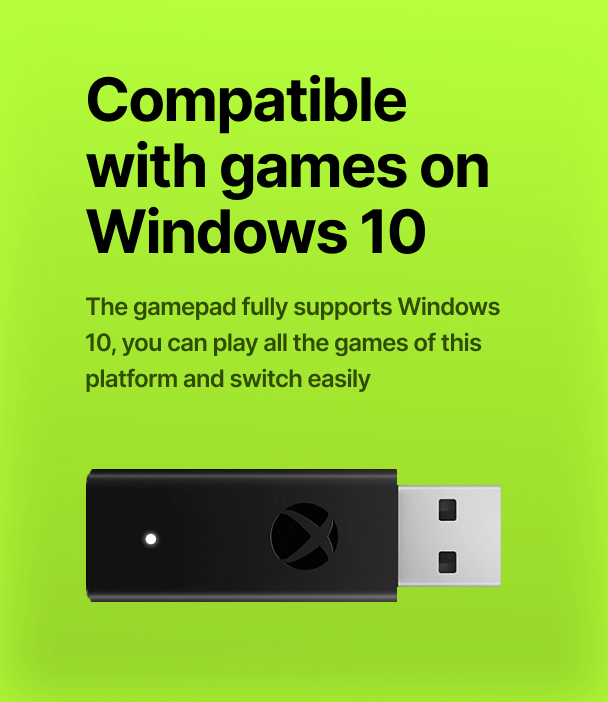 Compatible
with games on
Windows 10
The gamepad fully supports Windows
10, you can play all the games of this
platform and switch easily